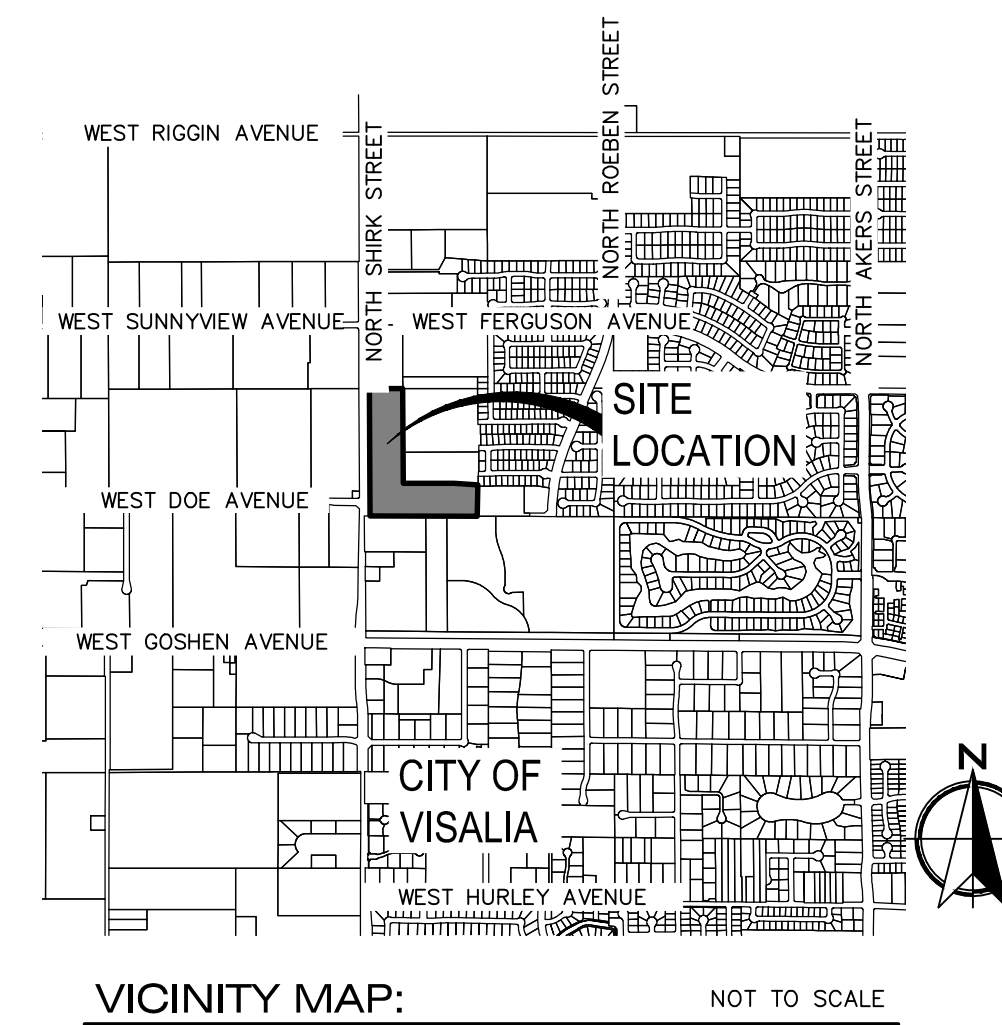 NORTH ROEBEN STREET
WEST RIGGIN AVENUE
NORTH SHIRK STREET
NORTH AKERS STREET
WEST SUNNYVIEW AVENUE
WEST FERGUSON AVENUE
SITE
LOCATION
WEST DOE AVENUE
WEST GOSHEN AVENUE
CITY OF
VISALIA
N
WEST HURLEY AVENUE
VICINITY MAP:
NOT TO SCALE